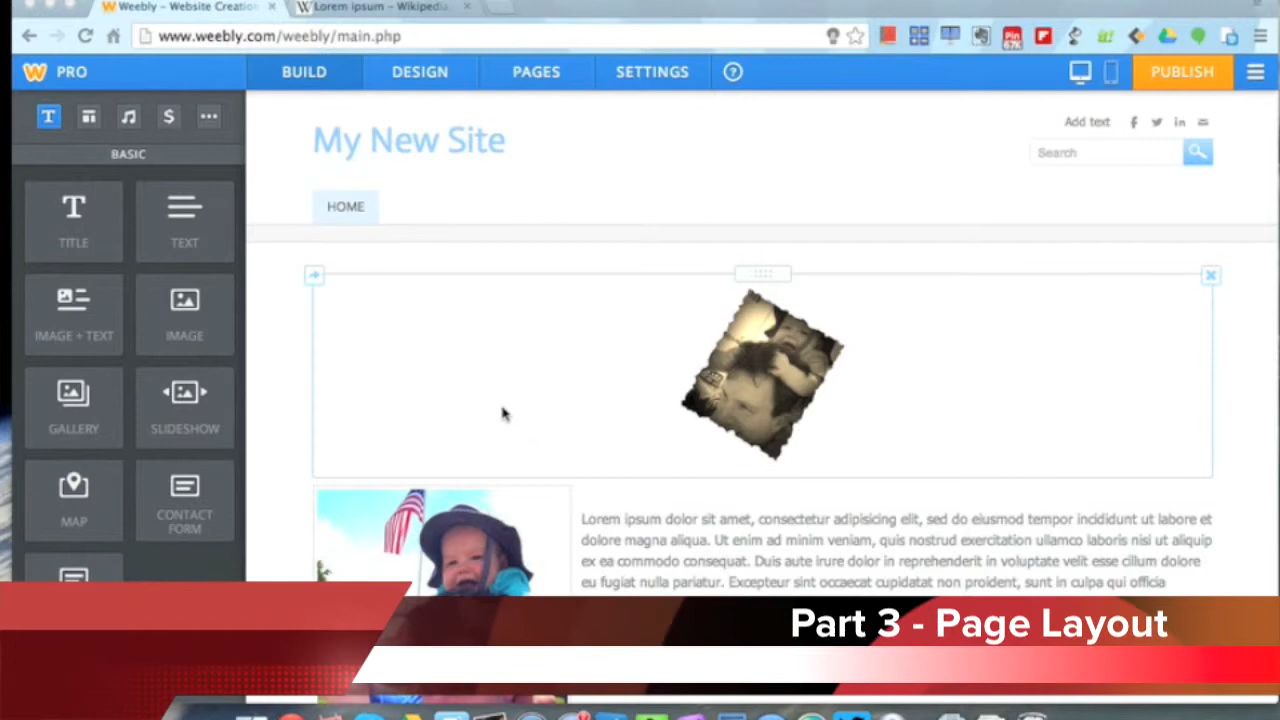 Weebly - Website Creation
Lorem ipsum - Wikipedia,
www.weebly.com/weebly/main.php
PRO
BUILD
DESIGN
PAGES
SETTINGS
?
PUBLISH
T
$
BASIC
My New Site
Add text
Search
HOME
T
TITLE
TEXT
IMAGE + TEXT
IMAGE
GALLERY
SLIDESHOW
MAP
CONTACT
FORM
Lorem ipsum dolor sit amet, consectetur adipisicing elit, sed do eiusmod tempor incididunt ut labore et
dolore magna aliqua. Ut enim ad minim veniam, quis nostrud exercitation ullamco laboris nisi ut aliquip
ex ea commodo consequat. Duis aute irure dolor in reprehenderit in voluptate velit esse cillum dolore
eu fugiat nulla pariatur. Excepteur sint occaecat cupidatat non proident, sunt in culpa qui officia
Part 3 - Page Layout